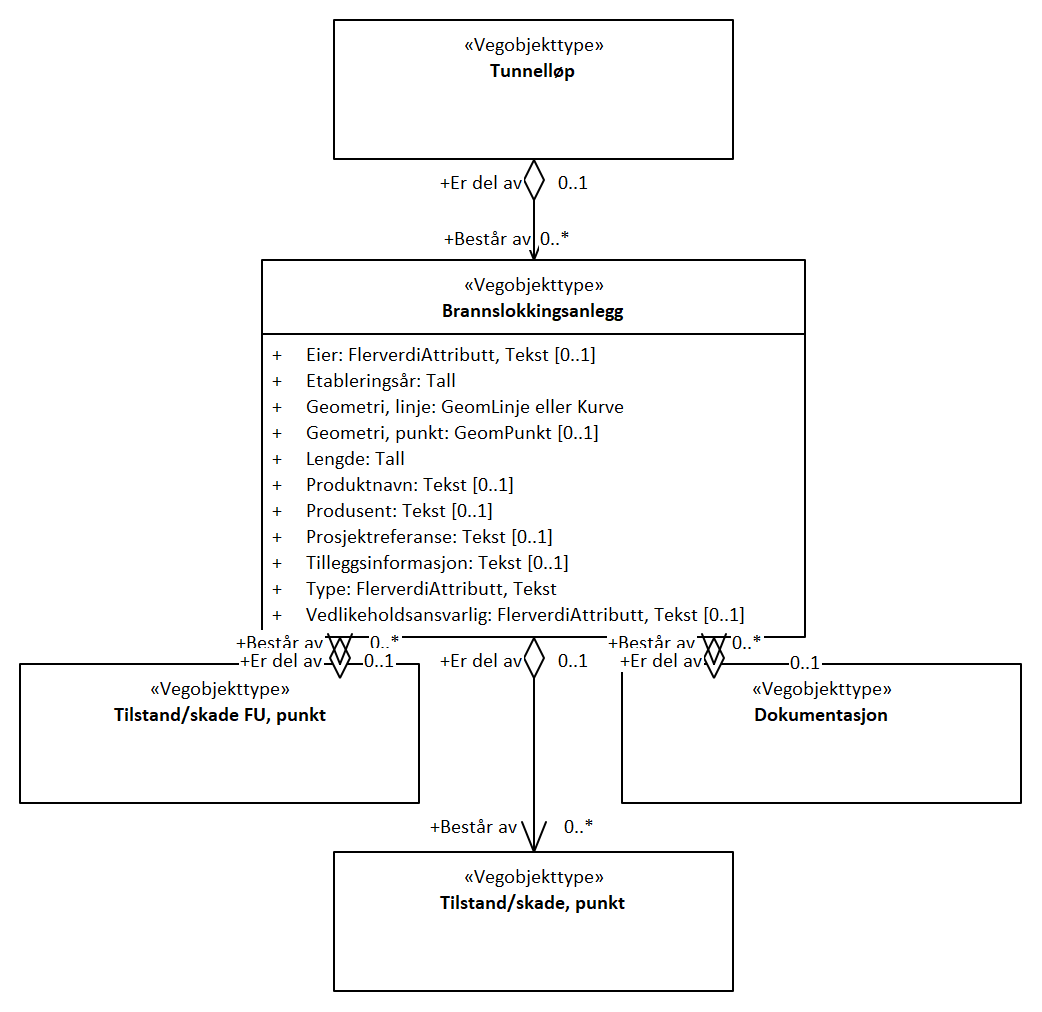 «Vegobjekttype»
Tunnelløp
+Er del av 0..1
+Består av 0..*
«Vegobjekttype»
Brannslokkingsanlegg
+ Eier: FlerverdiAttributt, Tekst [0..1]
+ Etableringsår: Tall
+ Geometri, linje: GeomLinje eller Kurve
+ Geometri, punkt: GeomPunkt [0..1]
+ Lengde: Tall
+ Produktnavn: Tekst [0..1]
+ Produsent: Tekst [0..1]
+ Prosjektreferanse: Tekst [0..1]
+ Tilleggsinformasjon: Tekst [0..1]
+ Type: FlerverdiAttributt, Tekst
+ Vedlikeholdsansvarlig: FlerverdiAttributt, Tekst [0..1]
+Består av 0..*
+Er del av 0..1
«Vegobjekttype»
Tilstand/skade FU, punkt
+Er del av 0..1
+Består av 0..*
+Er del av 0..1
«Vegobjekttype»
Dokumentasjon
+Består av 0..*
«Vegobjekttype»
Tilstand/skade, punkt